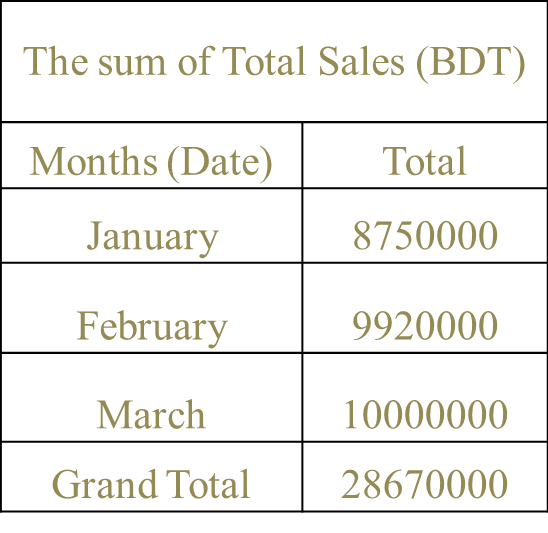 The sum of Total Sales (BDT)
Months (Date) Total
January 8750000
February 9920000
March 10000000
Grand Total 28670000